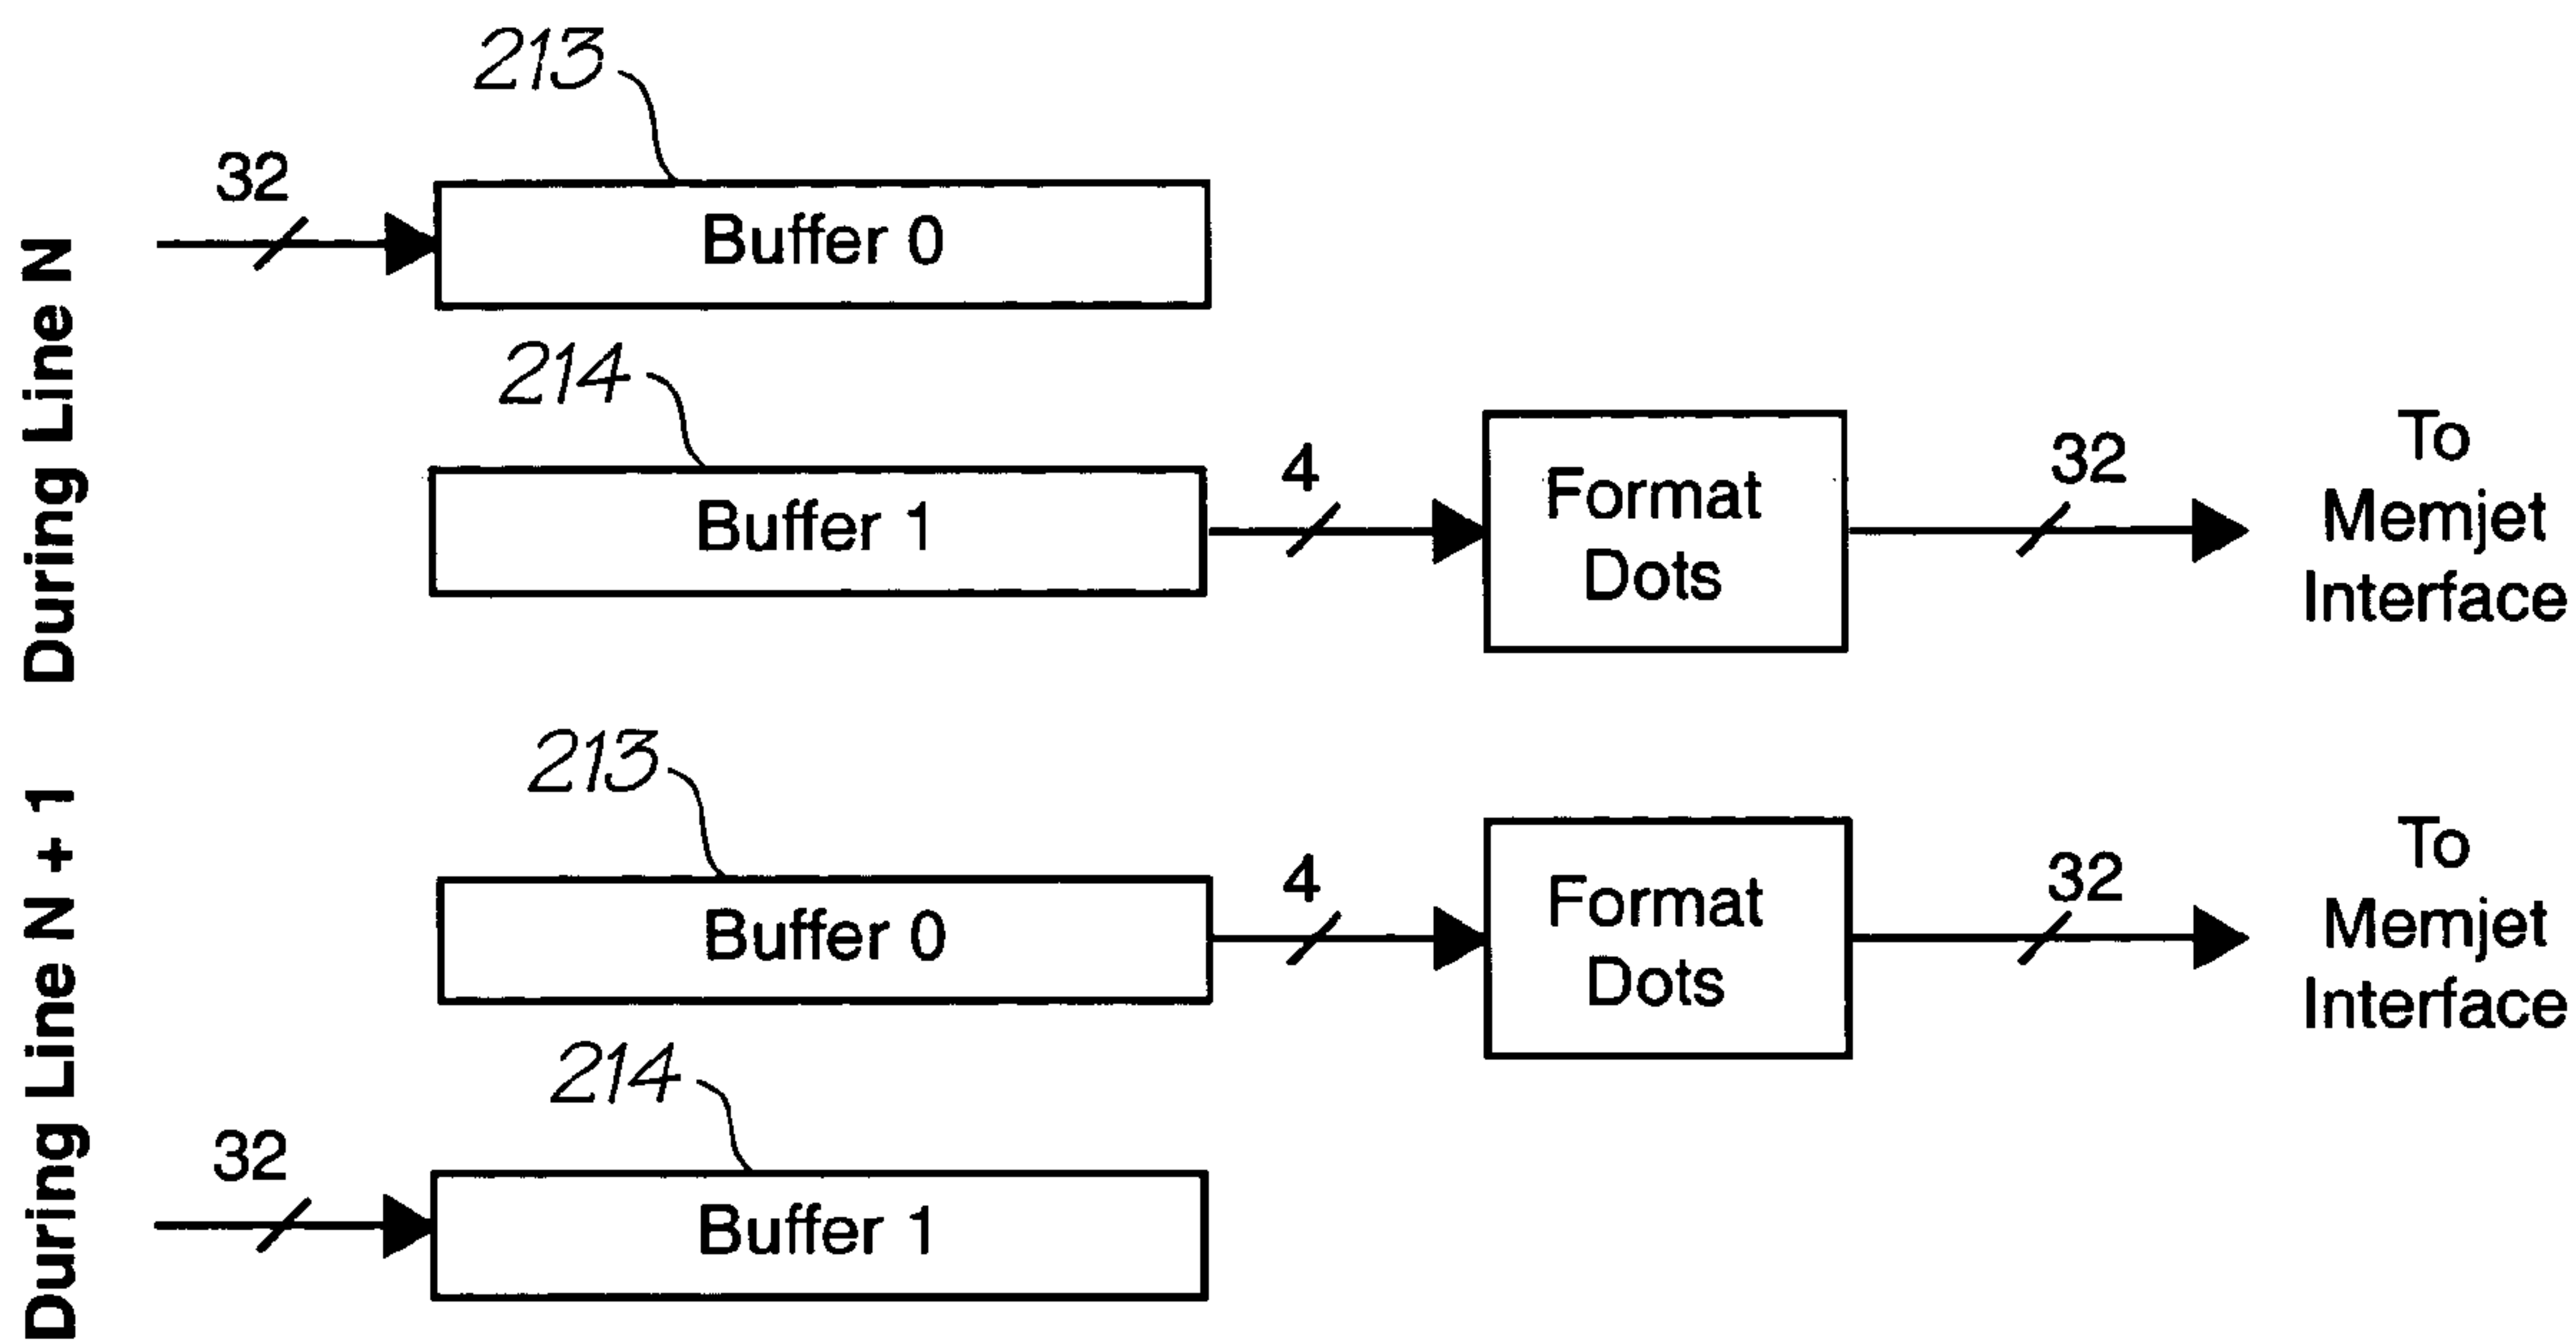 During Line N
213
32
Buffer 0
214
Buffer 1
4
Format
Dots
32
To
Memjet
Interface
During Line N + 1
213
Buffer 0
4
Format
Dots
32
To
Memjet
Interface
214
32
Buffer 1